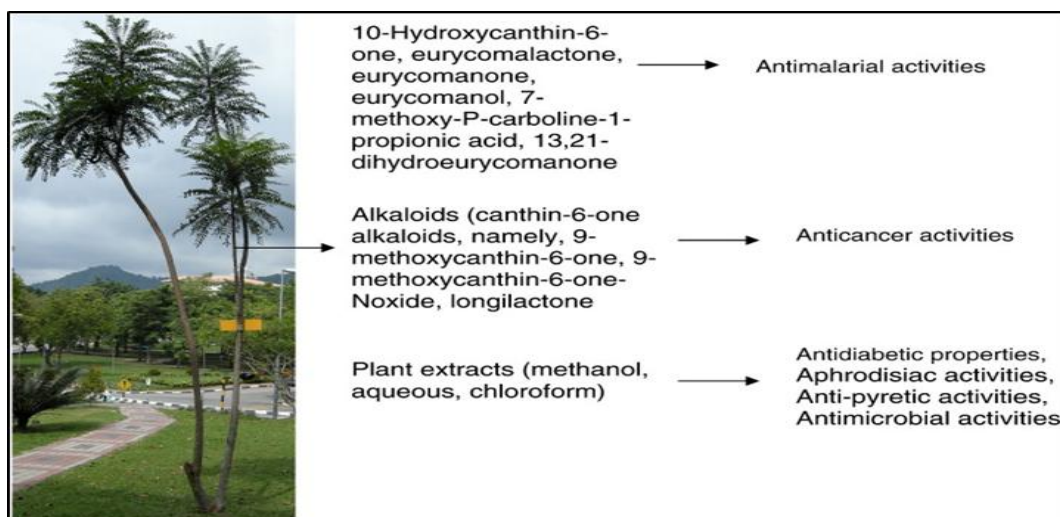 10-Hydroxycanthin-6-
one, eurycomalactone,
eurycomanone,
eurycomanol, 7-
methoxy-P-carboline-1-
propionic acid, 13,21-
dihydroeurycomanone
Antimalarial activities
Alkaloids (canthin-6-one
alkaloids, namely, 9-
methoxycanthin-6-one, 9-
methoxycanthin-6-one-
Noxide, longilactone
Anticancer activities
Plant extracts (methanol,
aqueous, chloroform)
Antidiabetic properties,
Aphrodisiac activities,
Anti-pyretic activities,
Antimicrobial activities